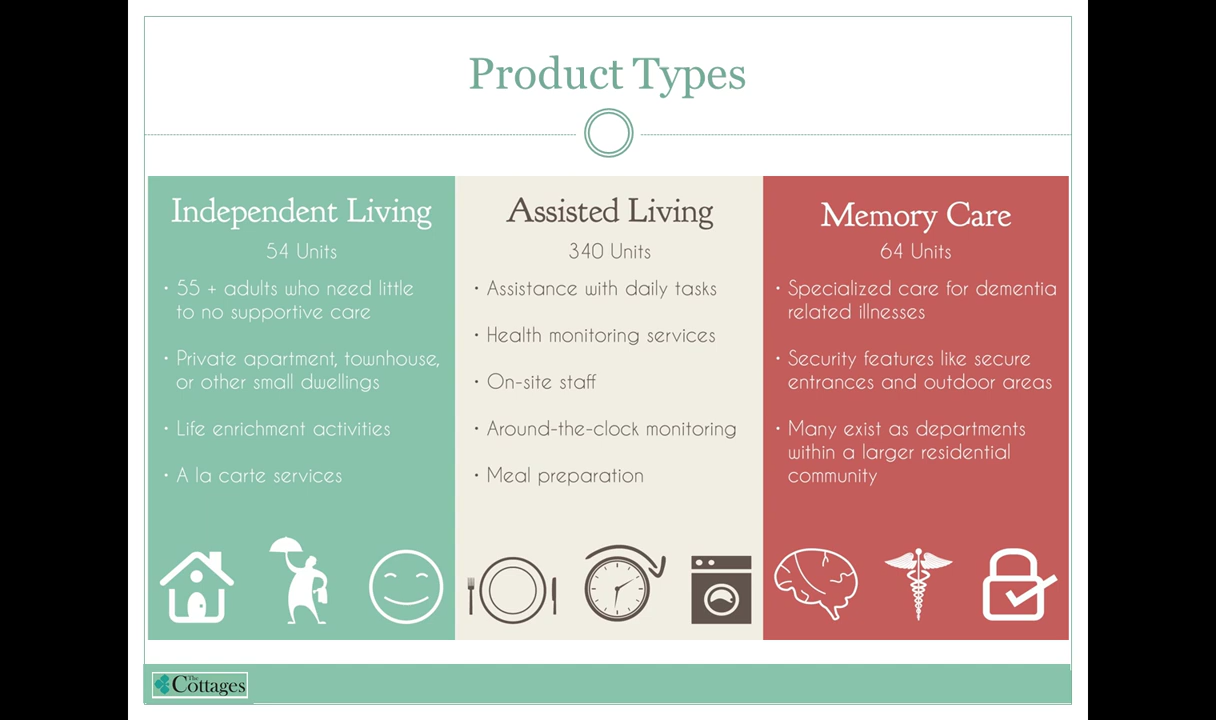 Product Types
Independent Living
54 Units
• 55 + adults who need little
to no supportive care
• Private apartment, townhouse,
or other small dwellings
• Life enrichment activities
• A la carte services
Assisted Living
340 Units
• Assistance with daily tasks
• Health monitoring services
• On-site staff
• Around-the-clock monitoring
• Meal preparation
Memory Care
64 Units
• Specialized care for dementia
related illnesses
• Security features like secure
entrances and outdoor areas
• Many exist as departments
within a larger residential
community
The
Cottages